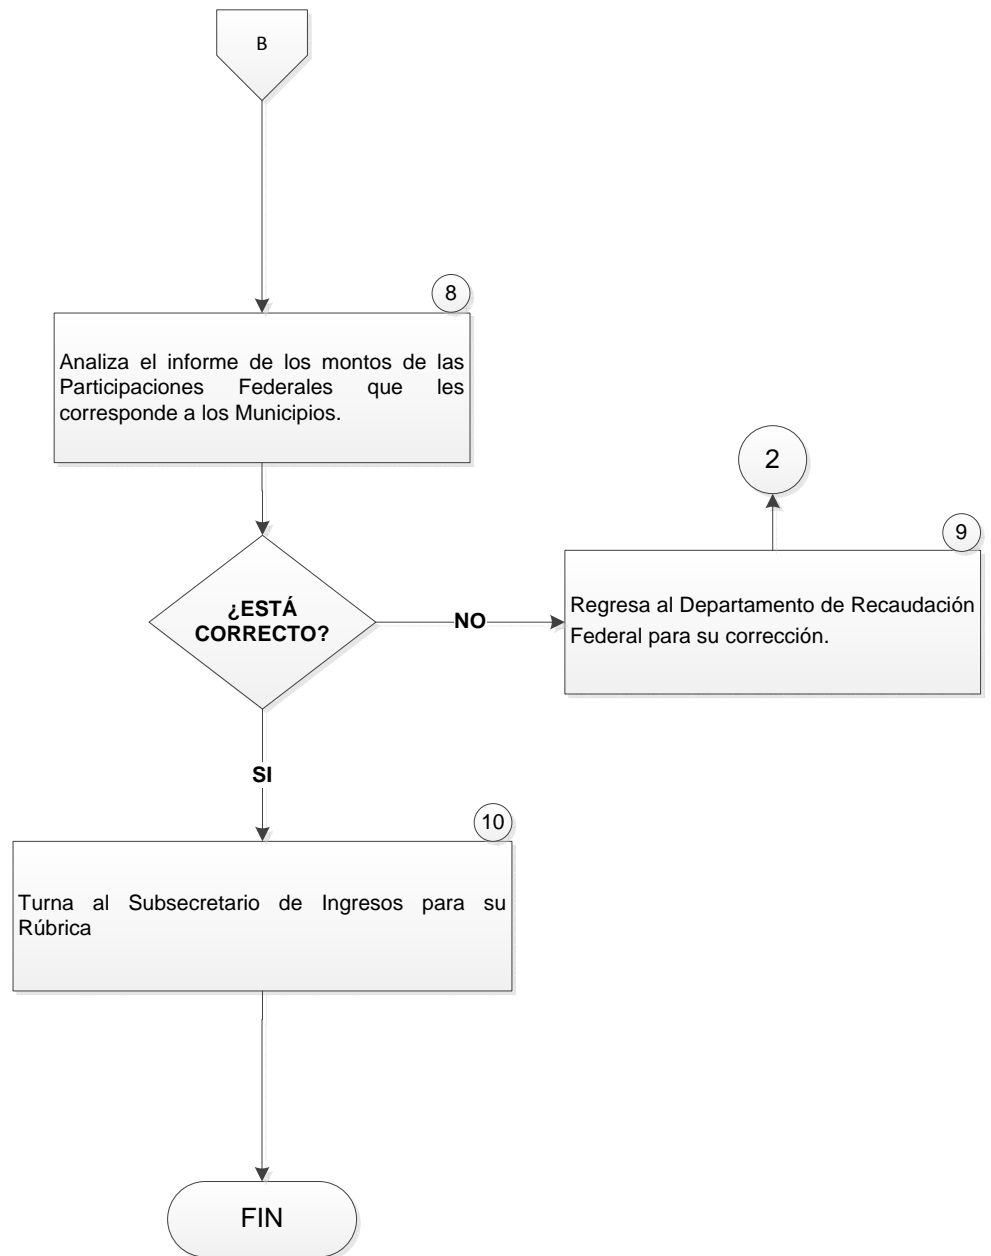 B
8
Analiza el informe de los montos de las
Participaciones Federales que les
corresponde a los Municipios.
2
9
¿ESTÁ
CORRECTO?
NO
Regresa al Departamento de Recaudación
Federal para su corrección.
SI
10
Turna al Subsecretario de Ingresos para su
Rúbrica
FIN